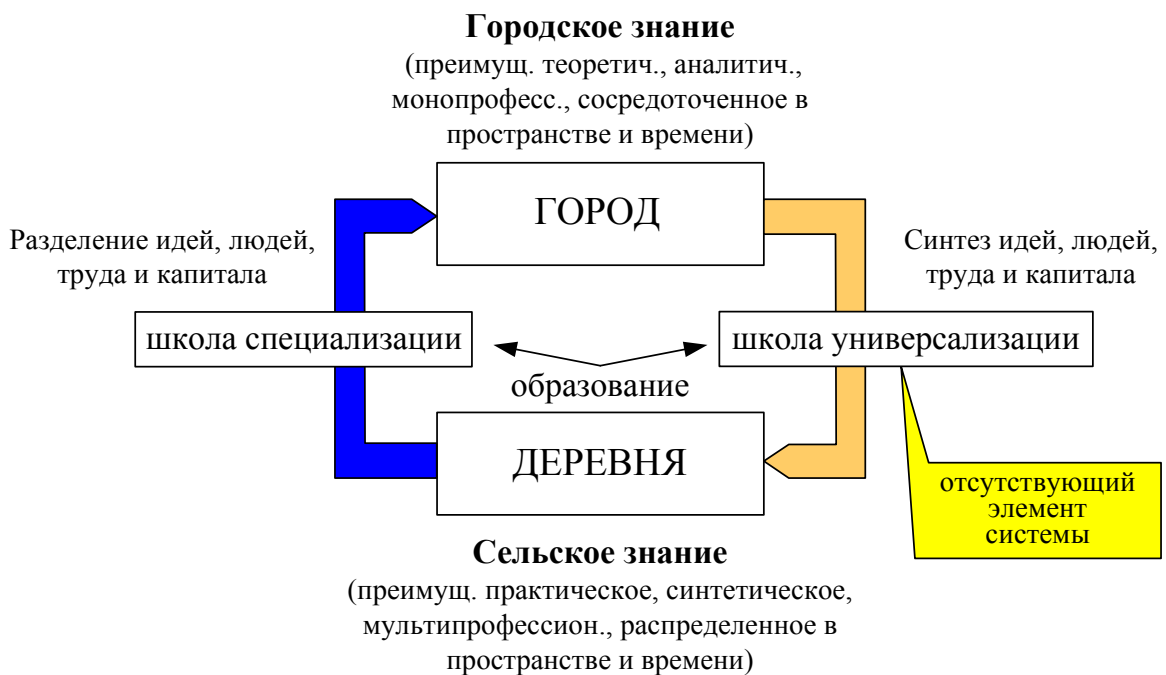 Городское знание
(преимущ. теоретич., аналитич.,
монопрофесс., сосредоточенное в
пространстве и времени)
ГОРОД
Разделение идей, людей,
труда и капитала
Синтез идей, людей,
труда и капитала
школа специализации
школа универсализации
образование
ДЕРЕВНЯ
отсутствующий
элемент
системы
Сельское знание
(преимущ. практическое, синтетическое,
мультипрофессион., распределенное в
пространстве и времени)